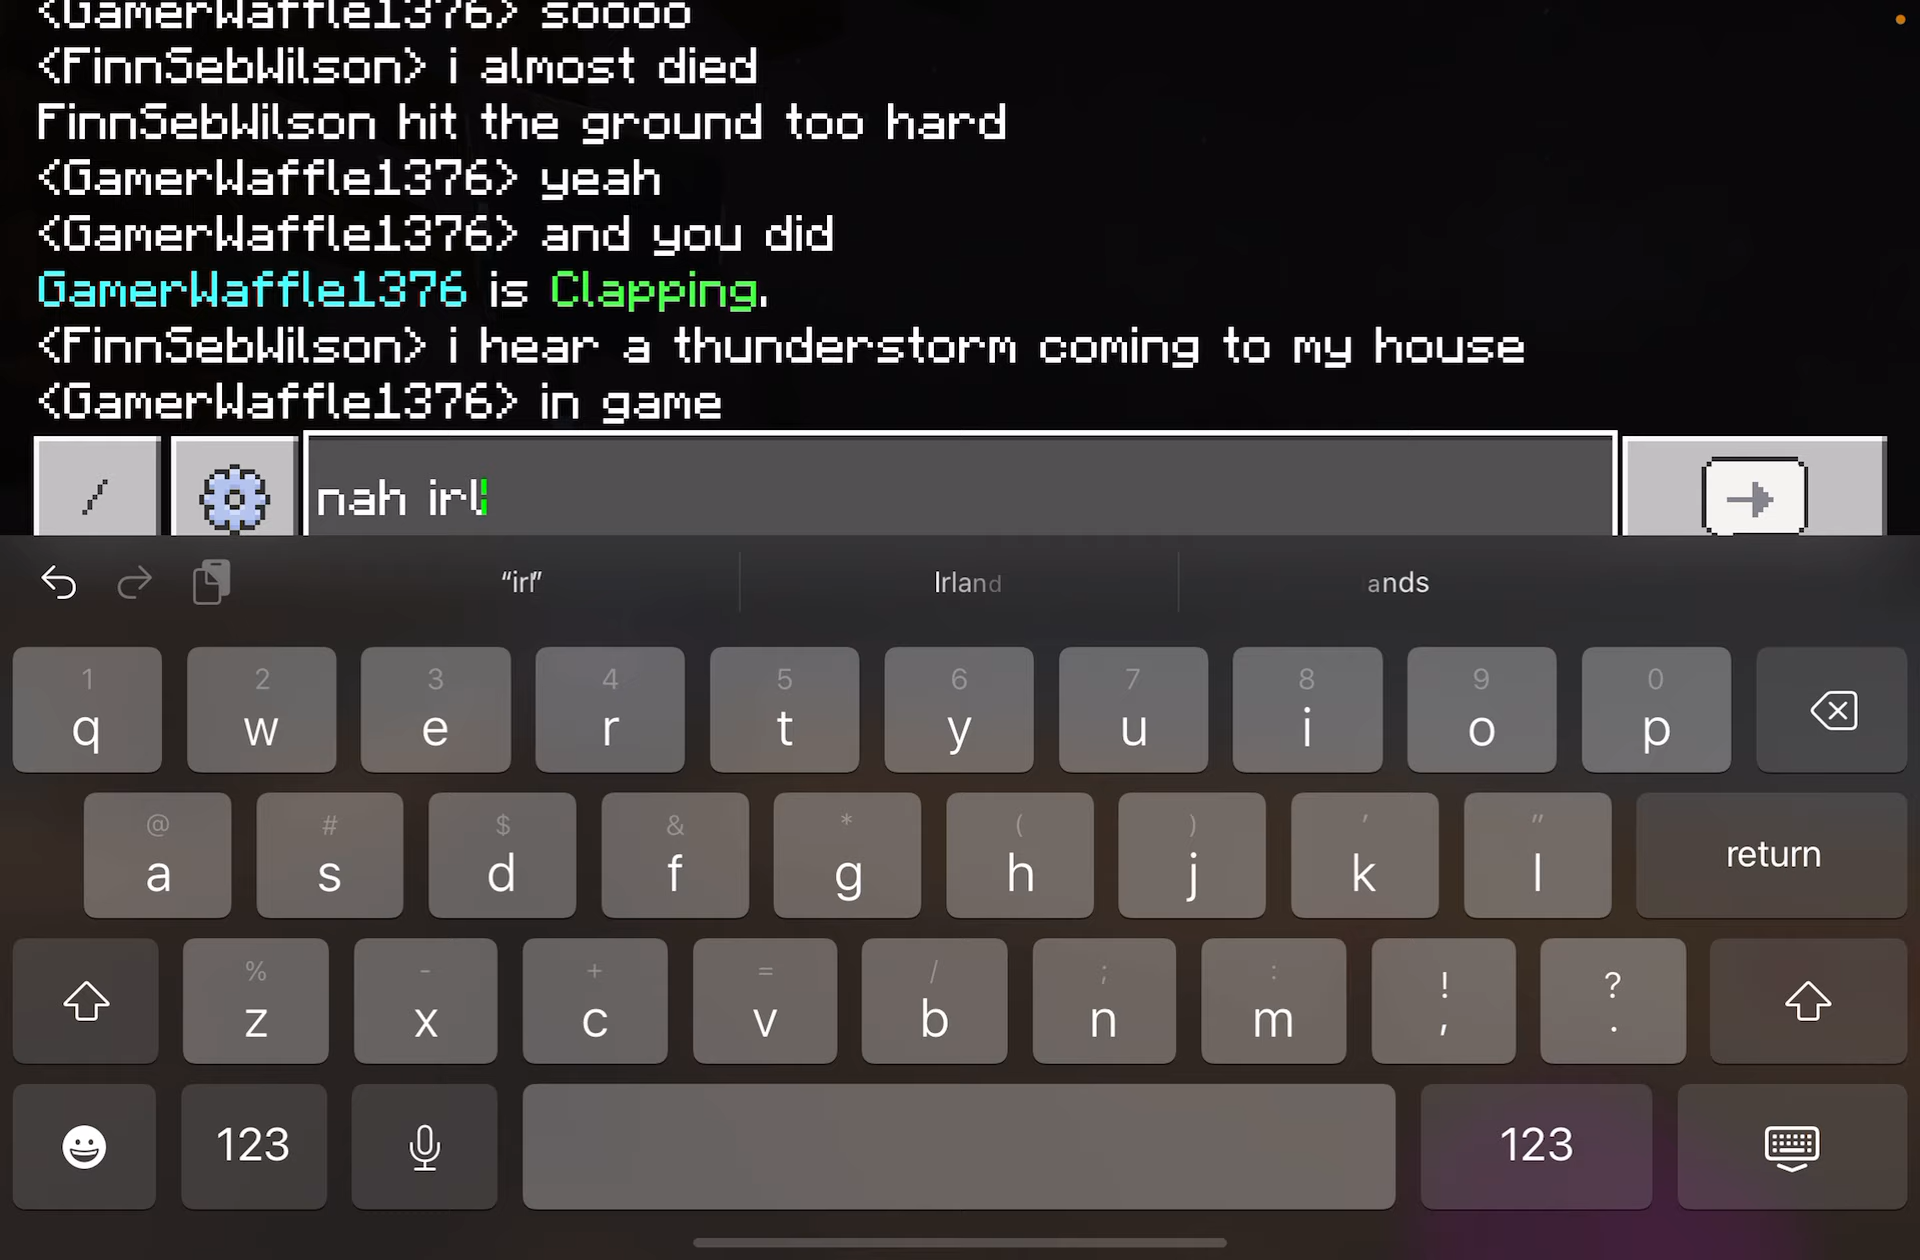 <GamerWaffle1376> soooo
<FinnSebWilson> i almost died
FinnSebWilson hit the ground too hard
<GamerWaffle1376> yeah
<GamerWaffle1376> and you did
GamerWaffle1376 is Clapping.
<FinnSebWilson> i hear a thunderstorm coming to my house
<GamerWaffle1376> in game
/ nah irl
“irl” Irland ands
1 2 3 4 5 6 7 8 9 0
q w e r t y u i o p
@ # $ & * ( ) ' "
a s d f g h j k l return
% - + = / ; : ! ?
z x c v b n m , .
123 123